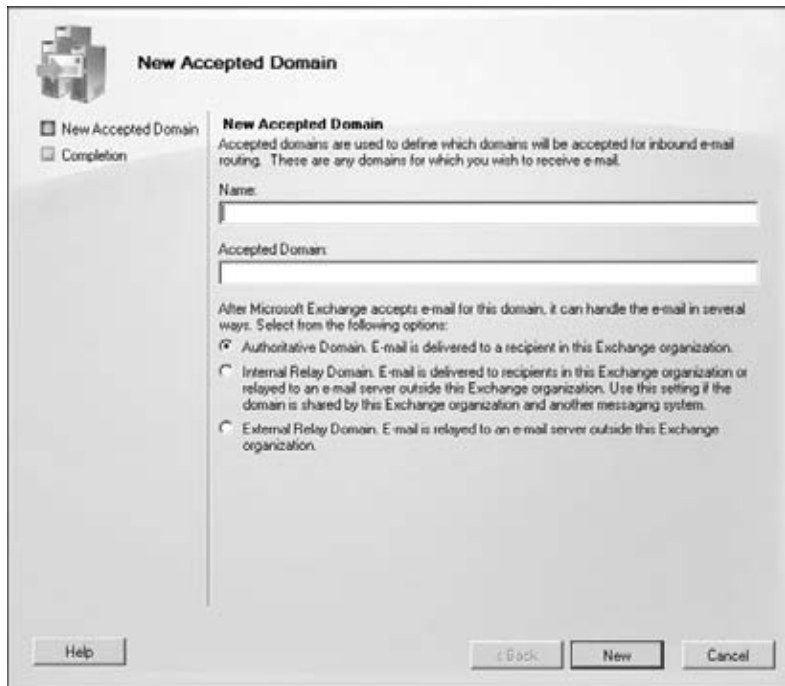 New Accepted Domain
New Accepted Domain
Completion
New Accepted Domain
Accepted domains are used to define which domains will be accepted for inbound e-mail
routing. These are any domains for which you wish to receive e-mail.
Name:
Accepted Domain:
After Microsoft Exchange accepts e-mail for this domain, it can handle the e-mail in several
ways. Select from the following options:
Authoritative Domain. E-mail is delivered to a recipient in this Exchange organization.
Internal Relay Domain. E-mail is delivered to recipients in this Exchange organization or
relayed to an e-mail server outside this Exchange organization. Use this setting if the
domain is shared by this Exchange organization and another messaging system.
External Relay Domain. E-mail is relayed to an e-mail server outside this Exchange
organization.
Help
< Back
New
Cancel